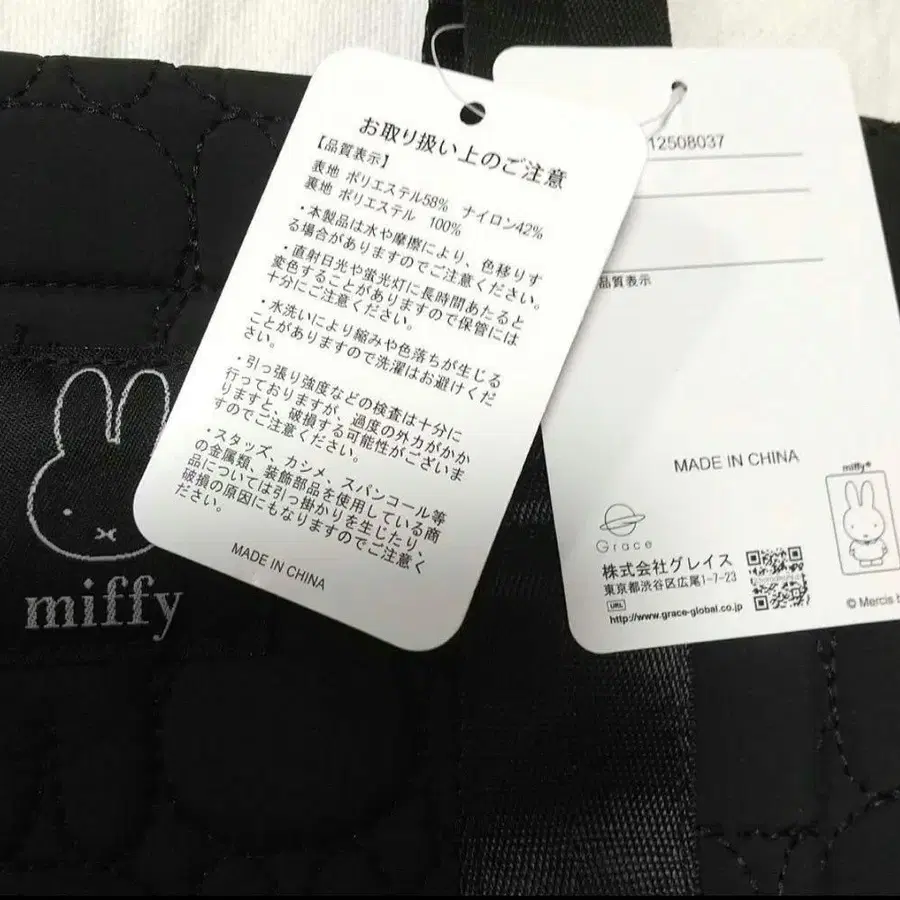 お取り扱い上のご注意
【品質表示】
表地 ポリエステル58% ナイロン42%
裏地 ポリエステル 100%
・本製品は水や摩擦により、色移りす
る場合がありますのでご注意ください。
・直射日光や蛍光灯に長時間あたると
変色することがありますので保管には
十分にご注意ください。
・水洗いにより縮みや色落ちが生じる
ことがありますので洗濯はお避けくだ
さい。
・引っ張り強度などの検査は十分に
行っておりますが、過度の外力がかか
りますと、破損する可能性がございま
すのでご注意ください。
・スタッズ、カシメ、スパンコール等
の金属類、装飾部品を使用している商
品については引っ掛かりを生じたり、
破損の原因にもなりますのでご注意く
ださい。
MADE IN CHINA
12508037
品質表示
MADE IN CHINA
Grace
株式会社グレイス
東京都渋谷区広尾1-7-23
URL
http://www.grace-global.co.jp
miffy®
© Mercis b
miffy